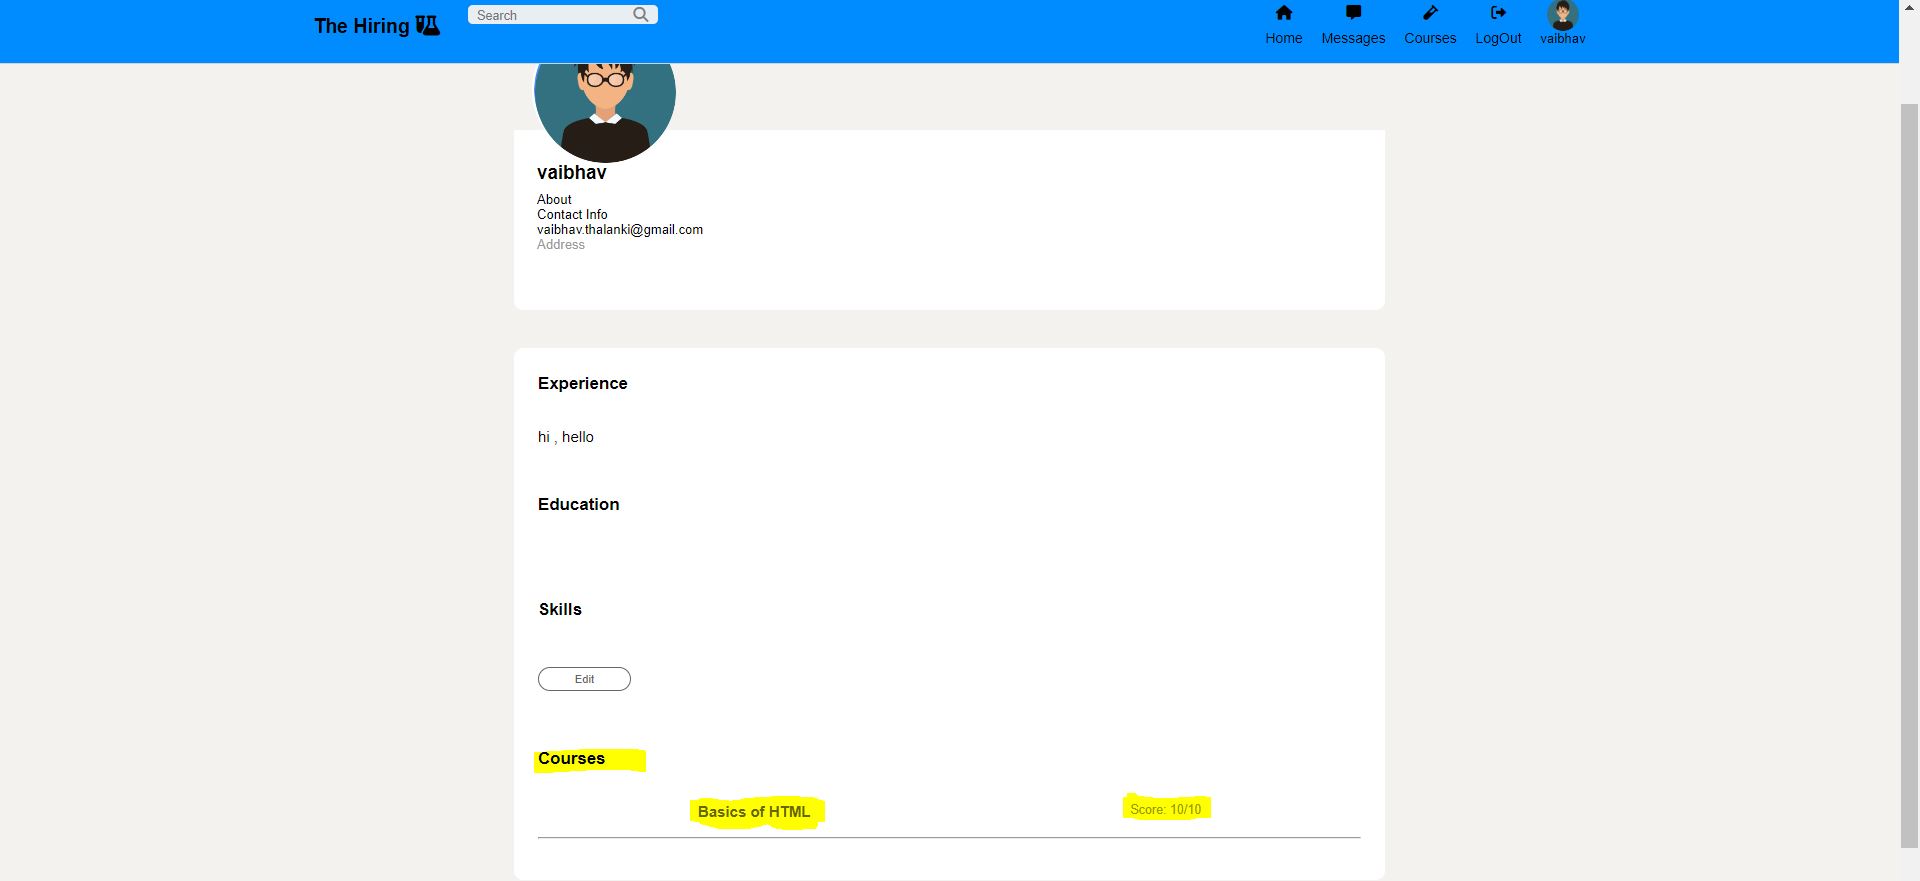 The Hiring
Search
Home
Messages
Courses
LogOut
vaibhav
vaibhav
About
Contact Info
vaibhav.thalanki@gmail.com
Address
Experience
hi , hello
Education
Skills
Edit
Courses
Basics of HTML
Score: 10/10